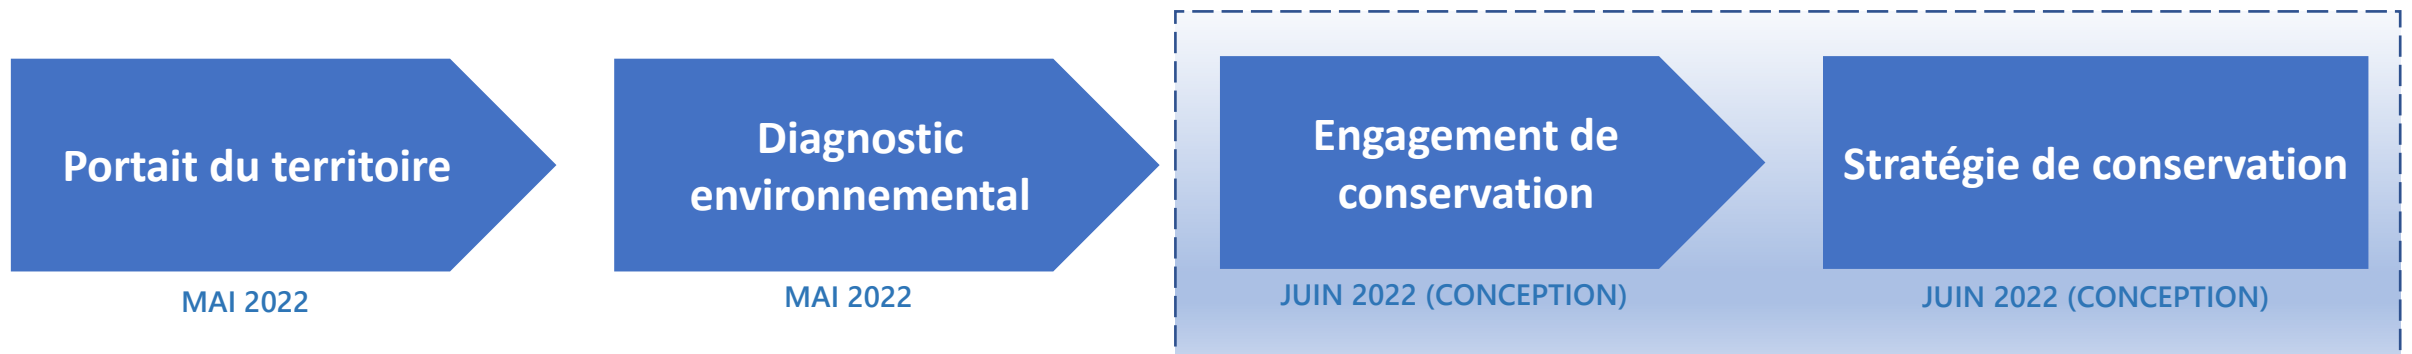 Portait du territoire
MAI 2022
Diagnostic
environnemental
MAI 2022
Engagement de
conservation
JUIN 2022 (CONCEPTION)
Stratégie de conservation
JUIN 2022 (CONCEPTION)